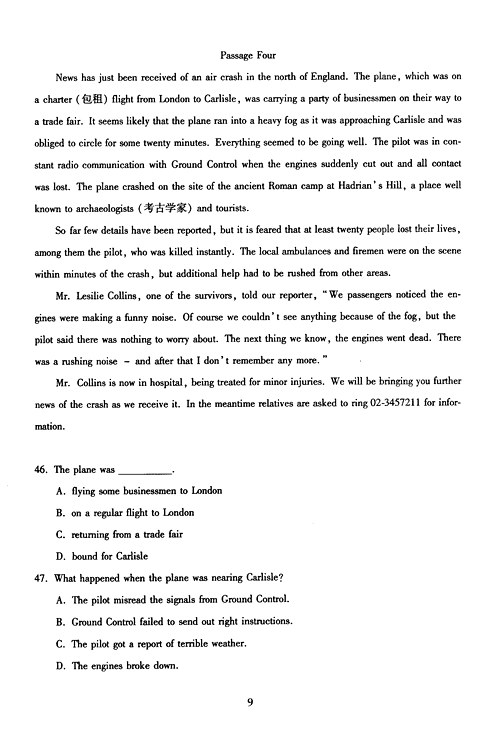 Passage Four
News has just been received of an air crash in the north of England. The plane, which was on
a charter (包租) flight from London to Carlisle, was carrying a party of businessmen on their way to
a trade fair. It seems likely that the plane ran into a heavy fog as it was approaching Carlisle and was
obliged to circle for some twenty minutes. Everything seemed to be going well. The pilot was in con-
stant radio communication with Ground Control when the engines suddenly cut out and all contact
was lost. The plane crashed on the site of the ancient Roman camp at Hadrian's Hill, a place well
known to archaeologists (考古学家) and tourists.
So far few details have been reported, but it is feared that at least twenty people lost their lives,
among them the pilot, who was killed instantly. The local ambulances and firemen were on the scene
within minutes of the crash, but additional help had to be rushed from other areas.
Mr. Lesilie Collins, one of the survivors, told our reporter, "We passengers noticed the en-
gines were making a funny noise. Of course we couldn't see anything because of the fog, but the
pilot said there was nothing to worry about. The next thing we know, the engines went dead. There
was a rushing noise – and after that I don't remember any more."
Mr. Collins is now in hospital, being treated for minor injuries. We will be bringing you further
news of the crash as we receive it. In the meantime relatives are asked to ring 02-3457211 for infor-
mation.
46. The plane was __________.
A. flying some businessmen to London
B. on a regular flight to London
C. returning from a trade fair
D. bound for Carlisle
47. What happened when the plane was nearing Carlisle?
A. The pilot misread the signals from Ground Control.
B. Ground Control failed to send out right instructions.
C. The pilot got a report of terrible weather.
D. The engines broke down.
9